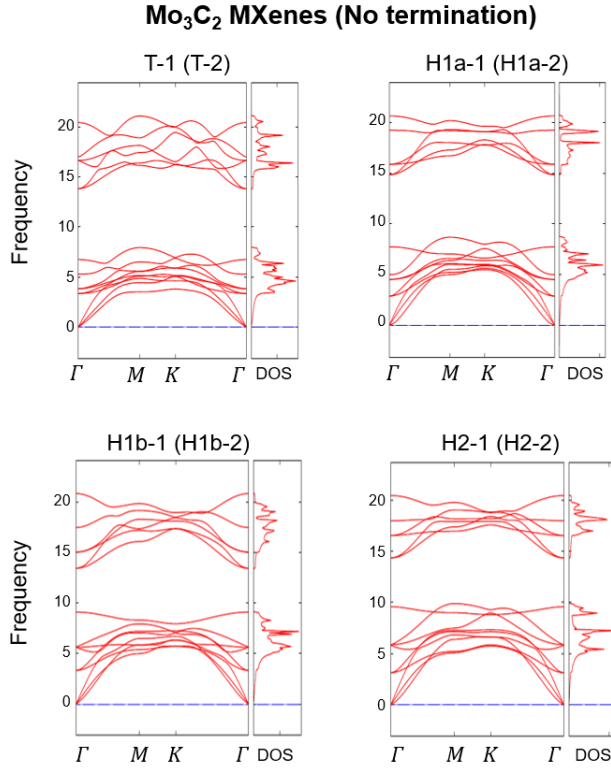 Mo₃C₂ MXenes (No termination)
T-1 (T-2)
H1a-1 (H1a-2)
Frequency
20
15
10
5
0
Γ M K Γ DOS
20
15
10
5
0
Γ M K Γ DOS
H1b-1 (H1b-2)
H2-1 (H2-2)
Frequency
20
15
10
5
0
Γ M K Γ DOS
20
15
10
5
0
Γ M K Γ DOS